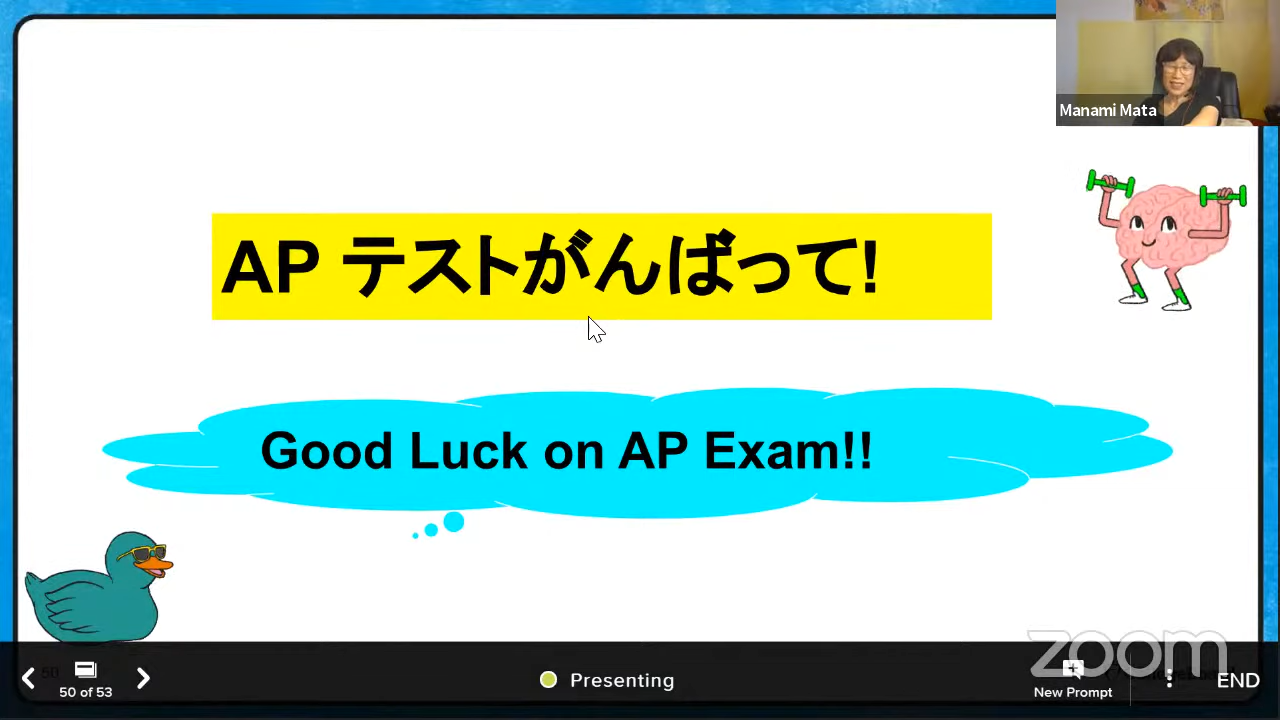 Manami Mata
AP テストがんばって!
Good Luck on AP Exam!!
zoom
50 of 53
Presenting
New Prompt
END